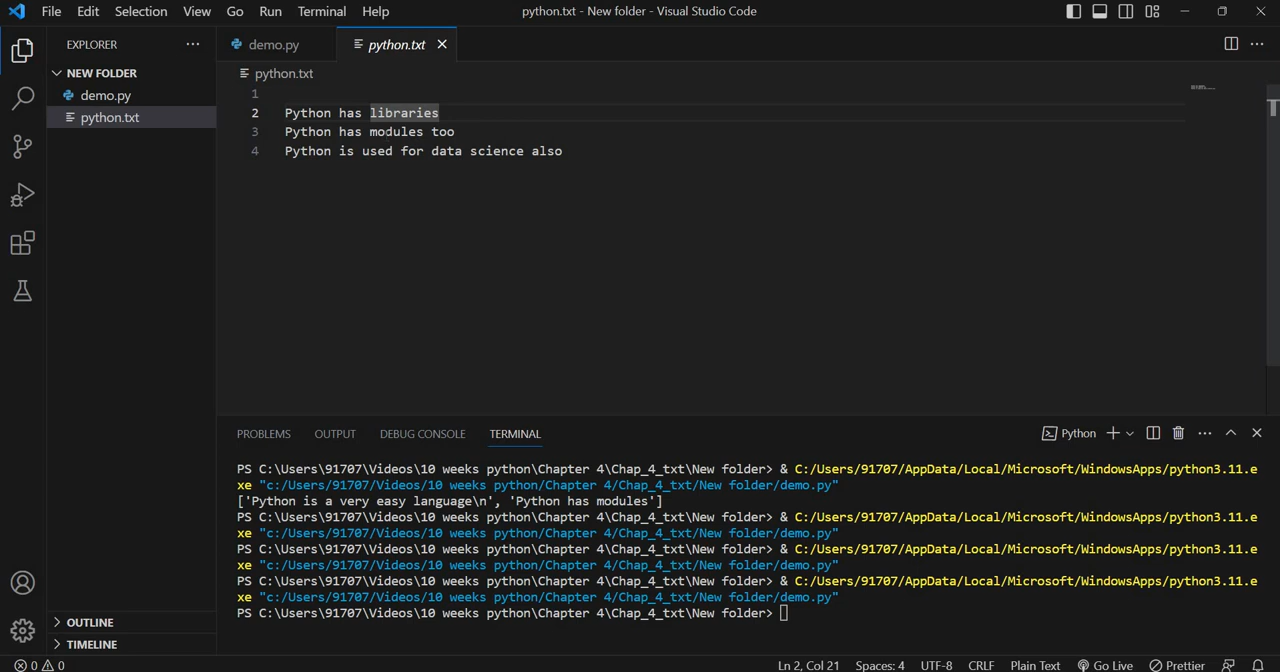 File Edit Selection View Go Run Terminal Help python.txt - New folder - Visual Studio Code
EXPLORER
NEW FOLDER
demo.py
python.txt
OUTLINE
TIMELINE
demo.py python.txt
python.txt
1
2 Python has libraries
3 Python has modules too
4 Python is used for data science also
PROBLEMS OUTPUT DEBUG CONSOLE TERMINAL Python
PS C:\Users\91707\Videos\10 weeks python\Chapter 4\Chap_4_txt\New folder> & C:/Users/91707/AppData/Local/Microsoft/WindowsApps/python3.11.e
xe "c:/Users/91707/Videos/10 weeks python/Chapter 4/Chap_4_txt/New folder/demo.py"
['Python is a very easy language\n', 'Python has modules']
PS C:\Users\91707\Videos\10 weeks python\Chapter 4\Chap_4_txt\New folder> & C:/Users/91707/AppData/Local/Microsoft/WindowsApps/python3.11.e
xe "c:/Users/91707/Videos/10 weeks python/Chapter 4/Chap_4_txt/New folder/demo.py"
PS C:\Users\91707\Videos\10 weeks python\Chapter 4\Chap_4_txt\New folder> & C:/Users/91707/AppData/Local/Microsoft/WindowsApps/python3.11.e
xe "c:/Users/91707/Videos/10 weeks python/Chapter 4/Chap_4_txt/New folder/demo.py"
PS C:\Users\91707\Videos\10 weeks python\Chapter 4\Chap_4_txt\New folder> & C:/Users/91707/AppData/Local/Microsoft/WindowsApps/python3.11.e
xe "c:/Users/91707/Videos/10 weeks python/Chapter 4/Chap_4_txt/New folder/demo.py"
PS C:\Users\91707\Videos\10 weeks python\Chapter 4\Chap_4_txt\New folder>
0 0 Ln 2, Col 21 Spaces: 4 UTF-8 CRLF Plain Text Go Live Prettier